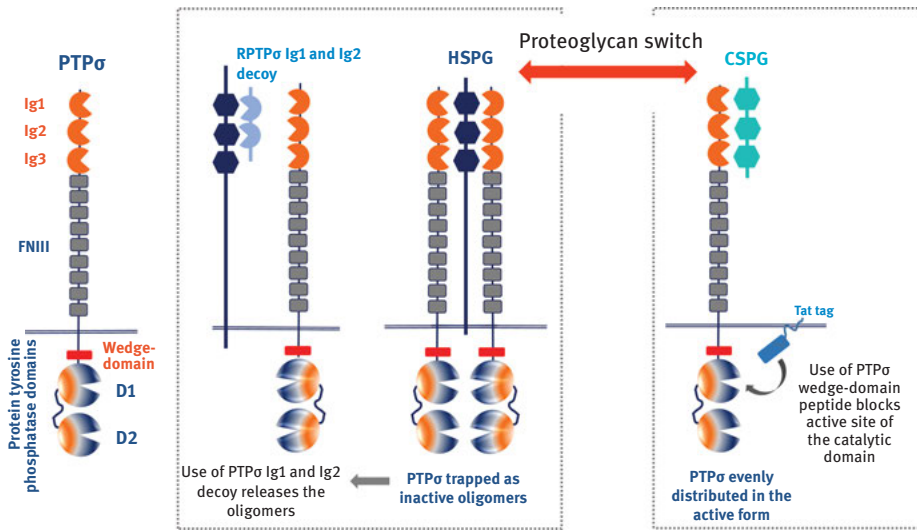 PTPσ
Ig1
Ig2
Ig3
FNIII
Wedge-
domain
Protein tyrosine
phosphatase domains
D1
D2
RPTPσ Ig1 and Ig2
decoy
HSPG
Proteoglycan switch
CSPG
Use of PTPσ Ig1 and Ig2
decoy releases the
oligomers
PTPσ trapped as
inactive oligomers
Tat tag
Use of PTPσ
wedge-domain
peptide blocks
active site of
the catalytic
domain
PTPσ evenly
distributed in the
active form